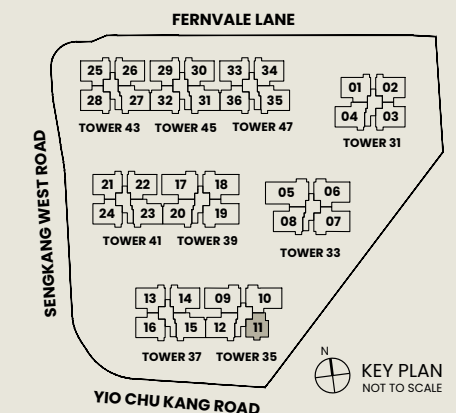 FERNVALE LANE
25 26 29 30 33 34
28 27 32 31 36 35
TOWER 43 TOWER 45 TOWER 47
01 02
04 03
TOWER 31
SENGKANG WEST ROAD
21 22 17 18
24 23 20 19
TOWER 41 TOWER 39
05 06
08 07
TOWER 33
13 14 09 10
16 15 12 11
TOWER 37 TOWER 35
N
KEY PLAN
NOT TO SCALE
YIO CHU KANG ROAD